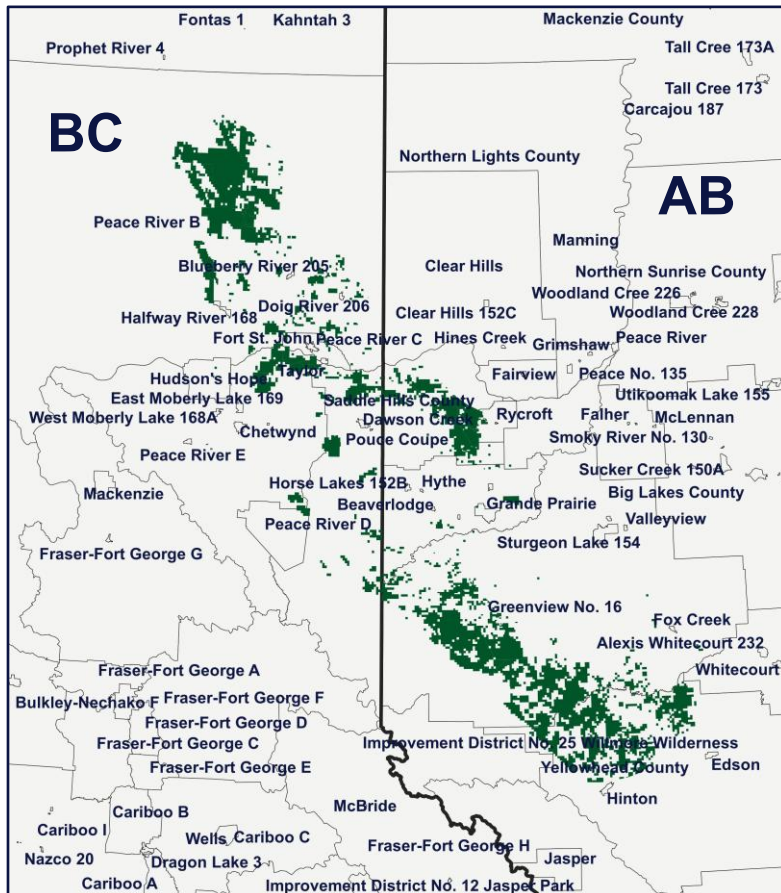 Fontas 1 Kahntah 3 Mackenzie County
Prophet River 4 Tall Cree 173A
Tall Cree 173
Carcajou 187
BC
Northern Lights County
AB
Peace River B
Manning
Blueberry River 205 Clear Hills Northern Sunrise County
Woodland Cree 226
Doig River 206 Clear Hills 152C Woodland Cree 228
Halfway River 168
Fort St. John Peace River C Hines Creek Grimshaw Peace River
Hudson's Hope Taylor Fairview Peace No. 135
East Moberly Lake 169 Saddle Hills County Utikoomak Lake 155
West Moberly Lake 168A Dawson Creek Rycroft Falher McLennan
Chetwynd Pouce Coupe Smoky River No. 130
Peace River E
Sucker Creek 150A
Mackenzie Horse Lakes 152B Hythe Big Lakes County
Beaverlodge Grande Prairie
Peace River D Valleyview
Fraser-Fort George G Sturgeon Lake 154
Greenview No. 16
Fox Creek
Alexis Whitecourt 232
Fraser-Fort George A Whitecourt
Bulkley-Nechako F Fraser-Fort George F
Fraser-Fort George D
Fraser-Fort George C Improvement District No. 25 Willmore Wilderness
Fraser-Fort George E Yellowhead County Edson
Hinton
Cariboo B McBride
Cariboo I Wells Cariboo C
Fraser-Fort George H
Nazco 20 Dragon Lake 3 Jasper
Cariboo A Improvement District No. 12 Jasper Park